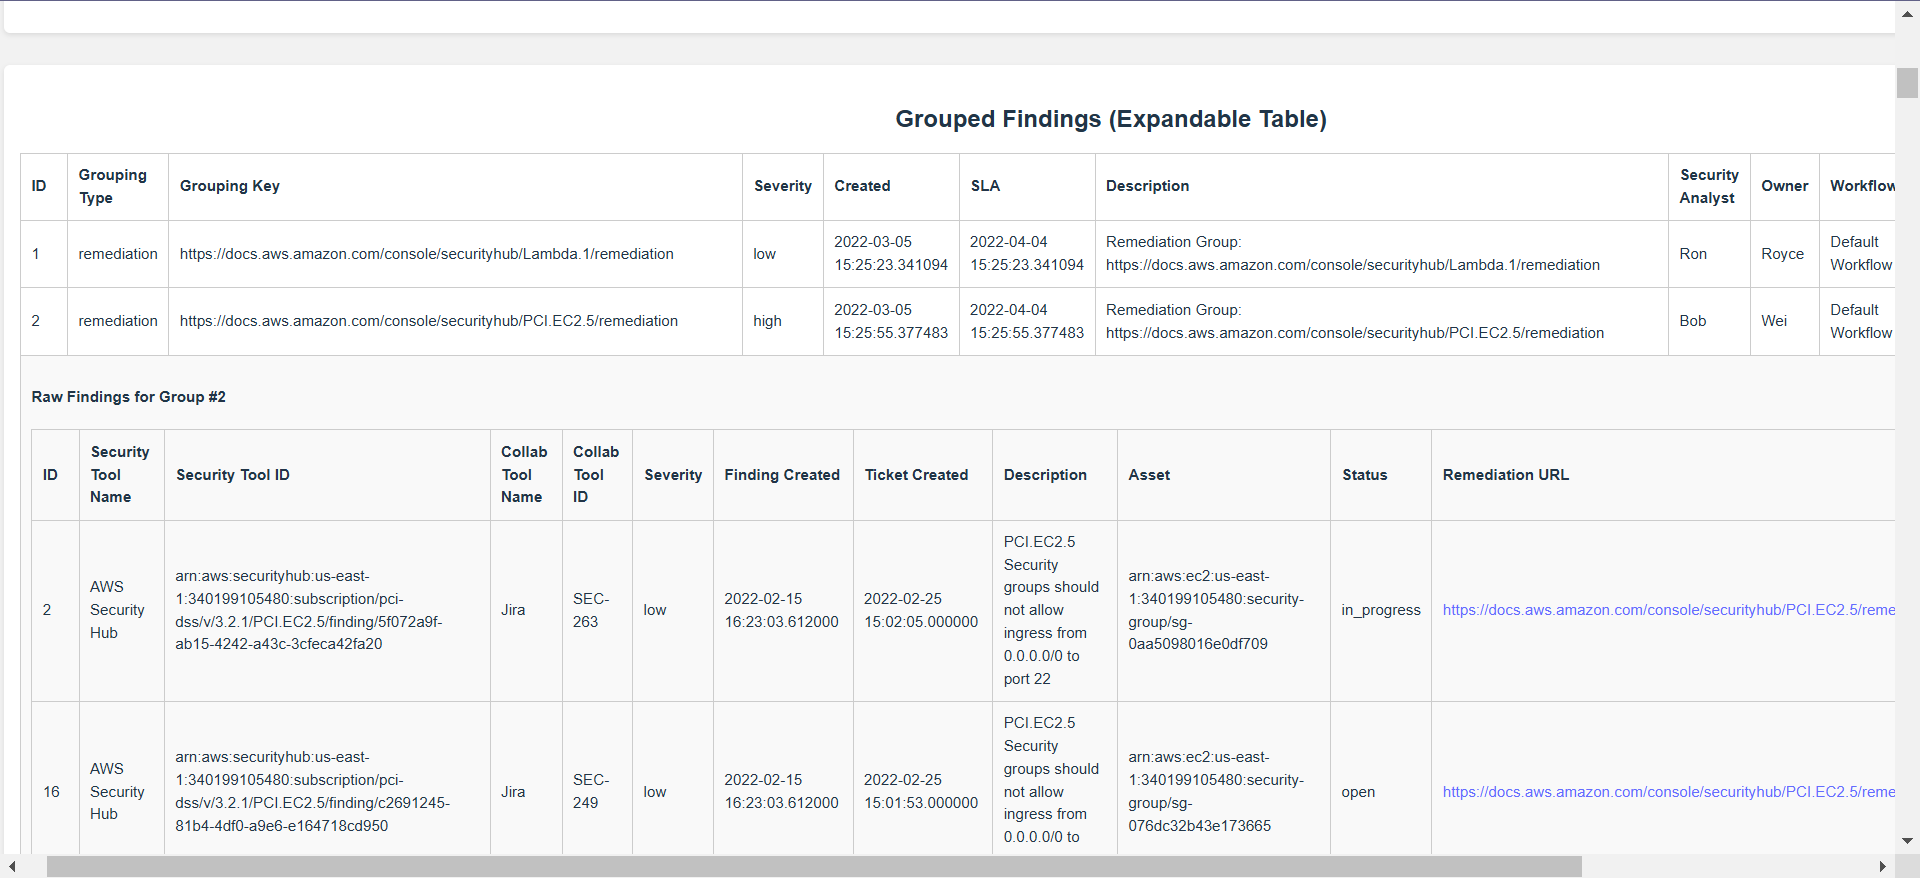 Grouped Findings (Expandable Table)
ID
Grouping
Type
Grouping Key
Severity
Created
SLA
Description
Security
Analyst
Owner
Workflow
1
remediation
https://docs.aws.amazon.com/console/securityhub/Lambda.1/remediation
low
2022-03-05
15:25:23.341094
2022-04-04
15:25:23.341094
Remediation Group:
https://docs.aws.amazon.com/console/securityhub/Lambda.1/remediation
Ron
Royce
Default
Workflow
2
remediation
https://docs.aws.amazon.com/console/securityhub/PCI.EC2.5/remediation
high
2022-03-05
15:25:55.377483
2022-04-04
15:25:55.377483
Remediation Group:
https://docs.aws.amazon.com/console/securityhub/PCI.EC2.5/remediation
Bob
Wei
Default
Workflow
Raw Findings for Group #2
ID
Security
Tool
Name
Security Tool ID
Collab
Tool
Name
Collab
Tool
ID
Severity
Finding Created
Ticket Created
Description
Asset
Status
Remediation URL
2
AWS
Security
Hub
arn:aws:securityhub:us-east-
1:340199105480:subscription/pci-
dss/v/3.2.1/PCI.EC2.5/finding/5f072a9f-
ab15-4242-a43c-3cfeca42fa20
Jira
SEC-
263
low
2022-02-15
16:23:03.612000
2022-02-25
15:02:05.000000
PCI.EC2.5
Security
groups should
not allow
ingress from
0.0.0.0/0 to
port 22
arn:aws:ec2:us-east-
1:340199105480:security-
group/sg-
0aa5098016e0df709
in_progress
https://docs.aws.amazon.com/console/securityhub/PCI.EC2.5/reme
16
AWS
Security
Hub
arn:aws:securityhub:us-east-
1:340199105480:subscription/pci-
dss/v/3.2.1/PCI.EC2.5/finding/c2691245-
81b4-4df0-a9e6-e164718cd950
Jira
SEC-
249
low
2022-02-15
16:23:03.612000
2022-02-25
15:01:53.000000
PCI.EC2.5
Security
groups should
not allow
ingress from
0.0.0.0/0 to
arn:aws:ec2:us-east-
1:340199105480:security-
group/sg-
076dc32b43e173665
open
https://docs.aws.amazon.com/console/securityhub/PCI.EC2.5/reme